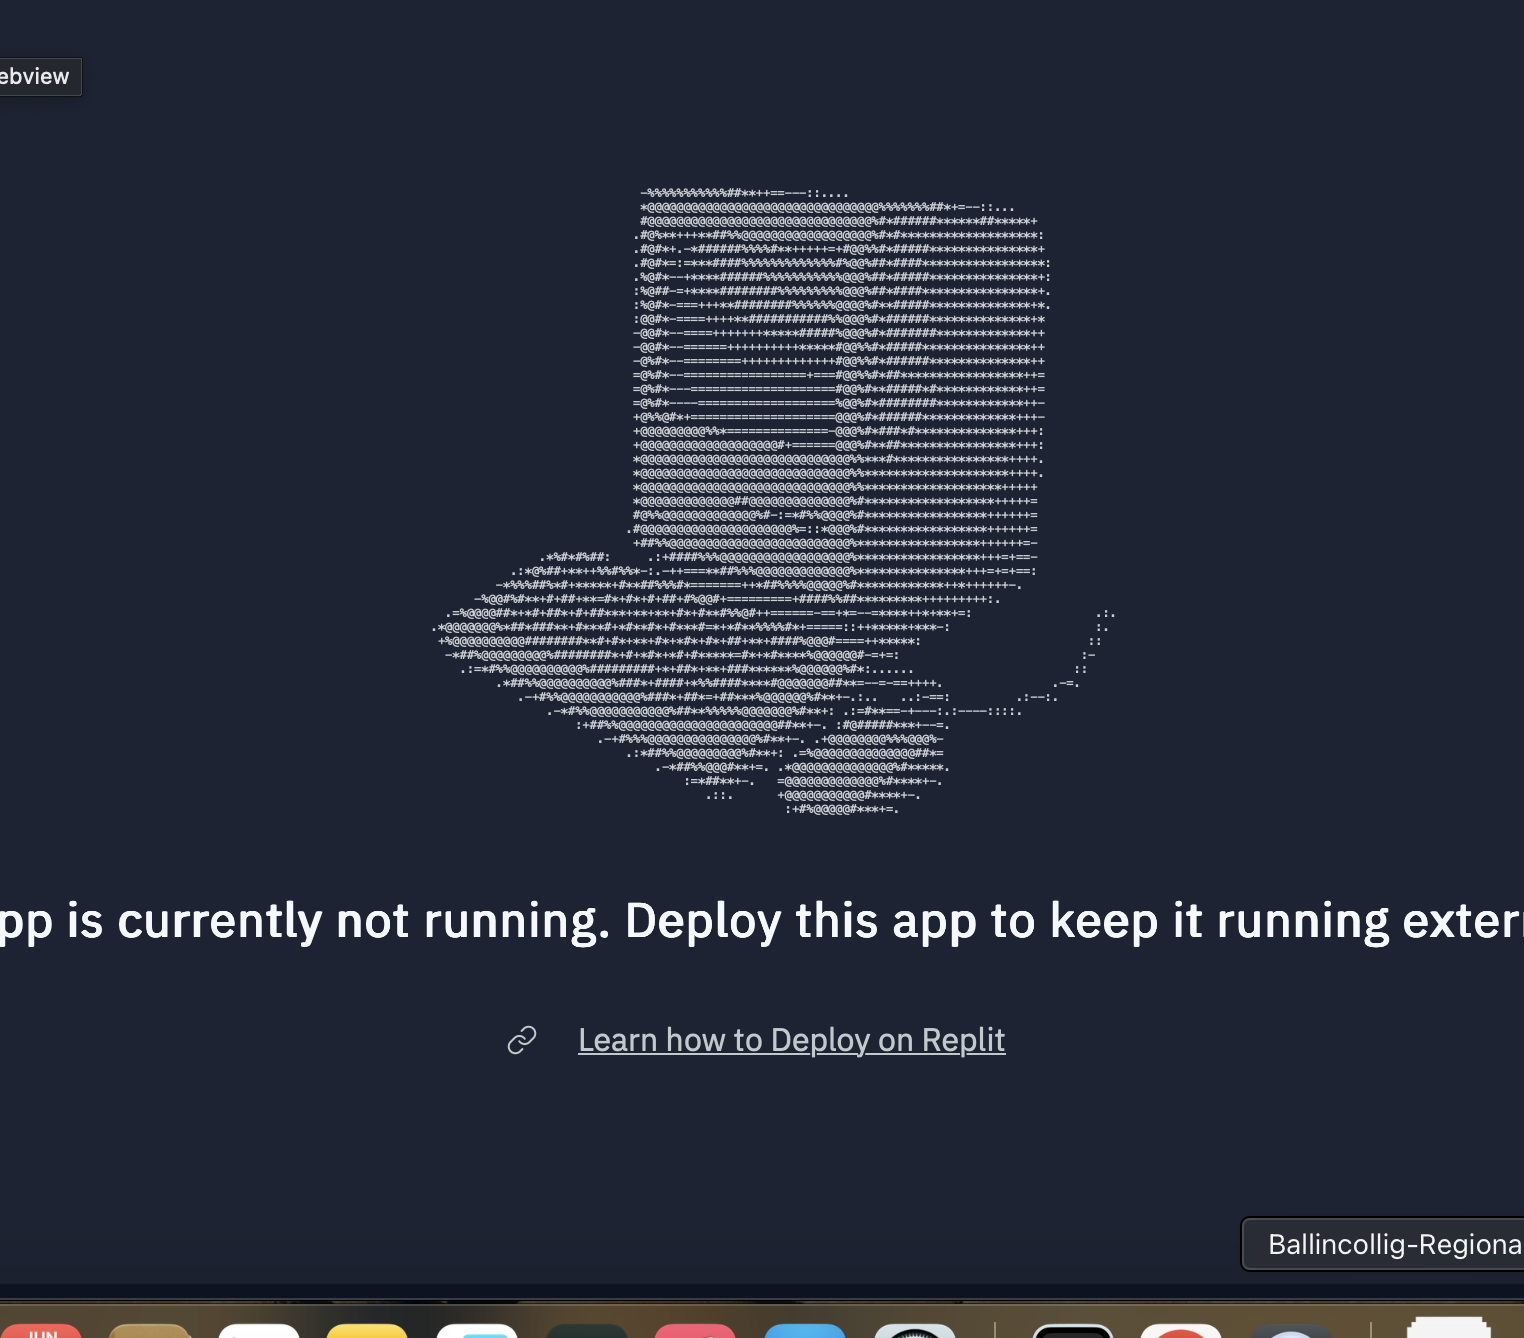 ebview
pp is currently not running. Deploy this app to keep it running exter
Learn how to Deploy on Replit
Ballincollig-Regiona
JUN